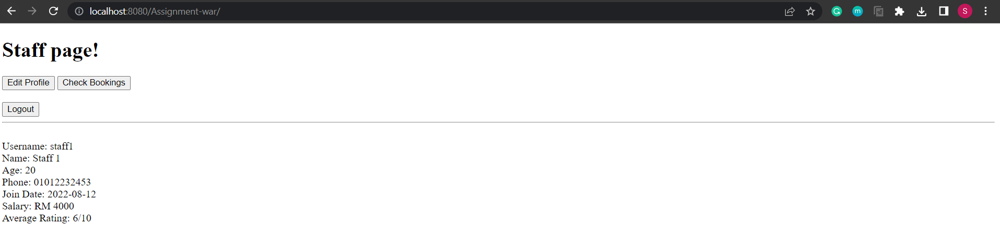 localhost:8080/Assignment-war/
G m S
Staff page!
Edit Profile Check Bookings
Logout
Username: staff1
Name: Staff 1
Age: 20
Phone: 01012232453
Join Date: 2022-08-12
Salary: RM 4000
Average Rating: 6/10